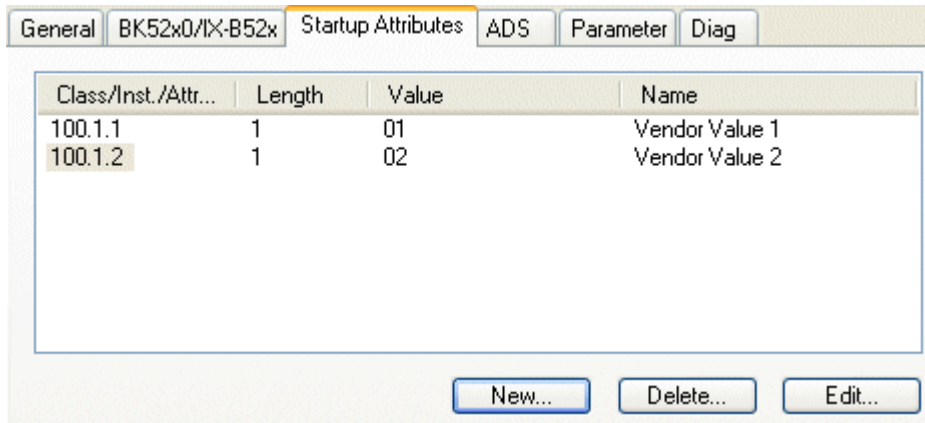 General BK52x0/IX-B52x Startup Attributes ADS Parameter Diag
Class/Inst./Attr... Length Value Name
100.1.1 1 01 Vendor Value 1
100.1.2 1 02 Vendor Value 2
New... Delete... Edit...